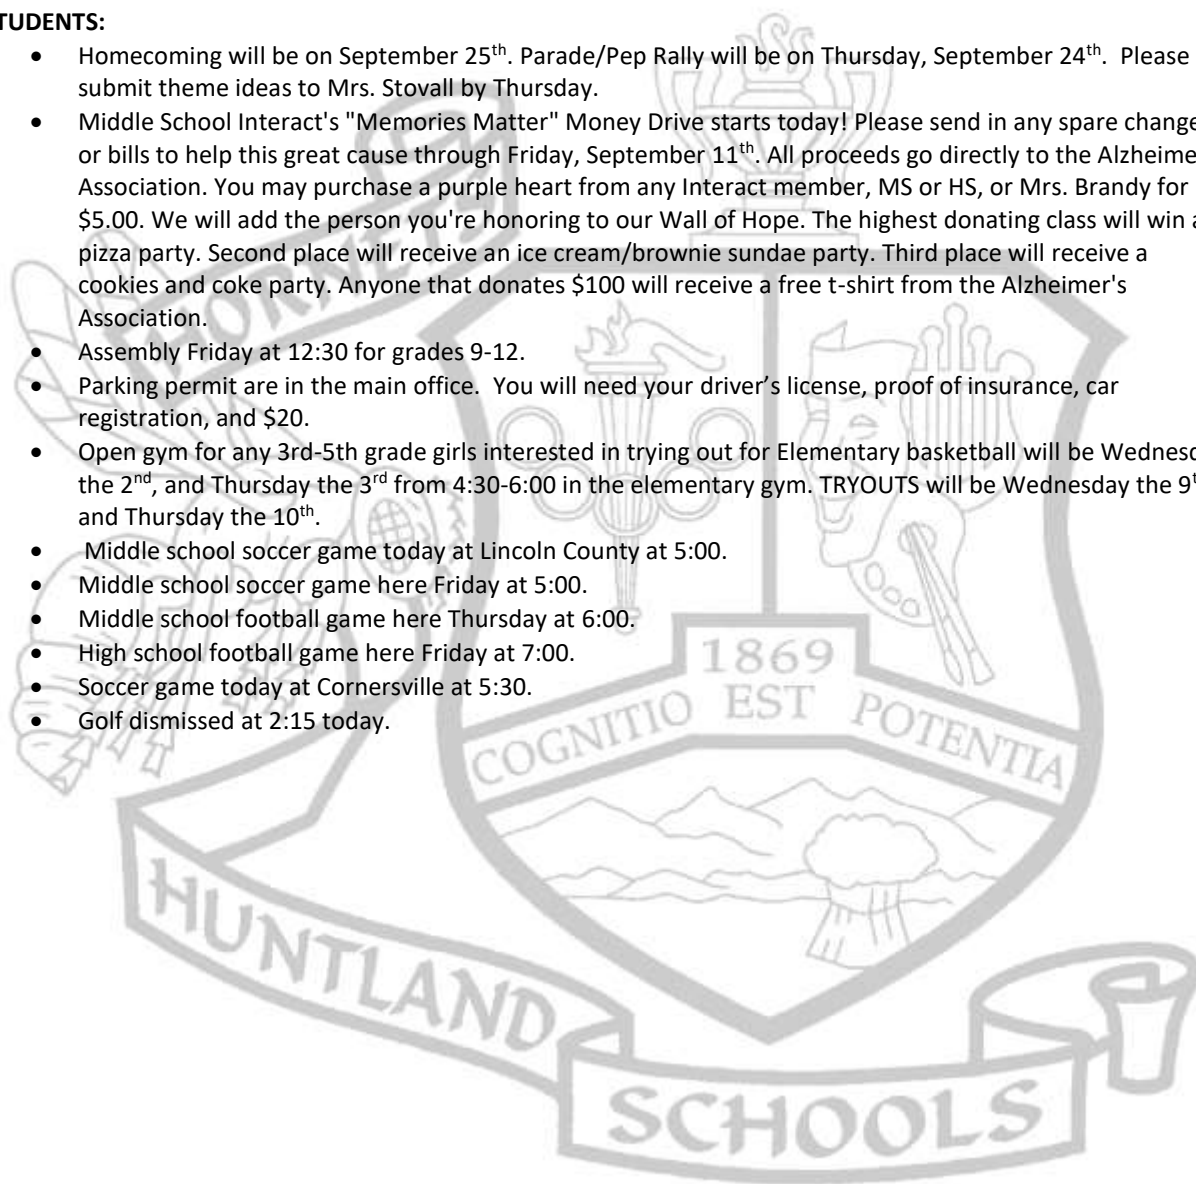 TUDENTS:
• Homecoming will be on September 25th. Parade/Pep Rally will be on Thursday, September 24th.  Please
submit theme ideas to Mrs. Stovall by Thursday.
• Middle School Interact's "Memories Matter" Money Drive starts today! Please send in any spare change
or bills to help this great cause through Friday, September 11th. All proceeds go directly to the Alzheime
Association. You may purchase a purple heart from any Interact member, MS or HS, or Mrs. Brandy for
$5.00. We will add the person you're honoring to our Wall of Hope. The highest donating class will win a
pizza party. Second place will receive an ice cream/brownie sundae party. Third place will receive a
cookies and coke party. Anyone that donates $100 will receive a free t-shirt from the Alzheimer's
Association.
• Assembly Friday at 12:30 for grades 9-12.
• Parking permit are in the main office.  You will need your driver’s license, proof of insurance, car
registration, and $20.
• Open gym for any 3rd-5th grade girls interested in trying out for Elementary basketball will be Wednesd
the 2nd, and Thursday the 3rd from 4:30-6:00 in the elementary gym. TRYOUTS will be Wednesday the 9t
and Thursday the 10th.
• Middle school soccer game today at Lincoln County at 5:00.
• Middle school soccer game here Friday at 5:00.
• Middle school football game here Thursday at 6:00.
• High school football game here Friday at 7:00.
• Soccer game today at Cornersville at 5:30.
• Golf dismissed at 2:15 today.
HORNETS
1869
COGNITIO EST POTENTIA
HUNTLAND
SCHOOLS